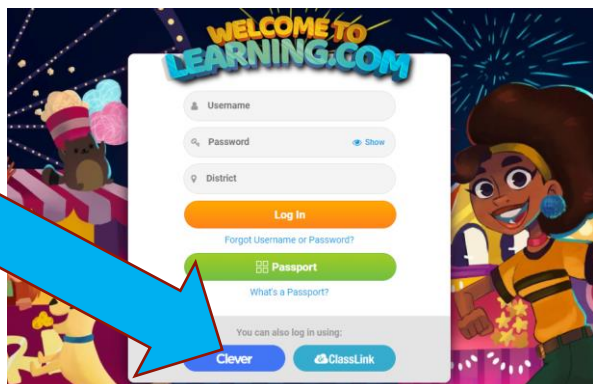 WELCOME TO
LEARNING.COM
Username
Password
Show
District
Log In
Forgot Username or Password?
Passport
What's a Passport?
You can also log in using:
Clever
ClassLink